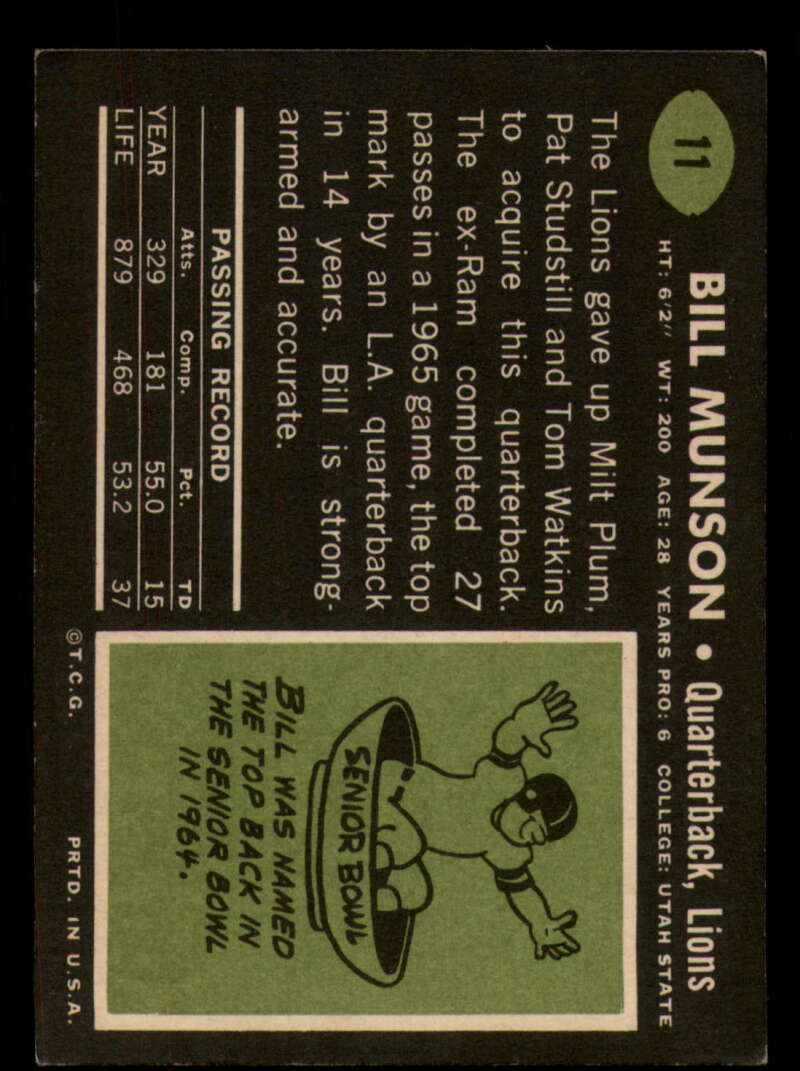 11
BILL MUNSON • Quarterback, Lions
HT: 6'2" WT: 200 AGE: 28 YEARS PRO: 6 COLLEGE: UTAH STATE
The Lions gave up Milt Plum,
Pat Studstill and Tom Watkins
to acquire this quarterback.
The ex-Ram completed 27
passes in a 1965 game, the top
mark by an L.A. quarterback
in 14 years. Bill is strong-
armed and accurate.
PASSING RECORD
Atts. Comp. Pct. TD
YEAR 329 181 55.0 15
LIFE 879 468 53.2 37
SENIOR BOWL
BILL WAS NAMED
THE TOP BACK IN
THE SENIOR BOWL
IN 1964.
©T.C.G. PRTD. IN U.S.A.